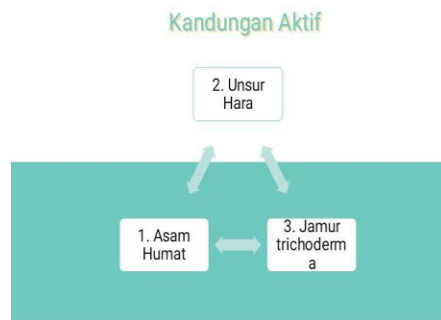 Kandungan Aktif
2. Unsur
Hara
1. Asam
Humat
3. Jamur
trichoderm
a